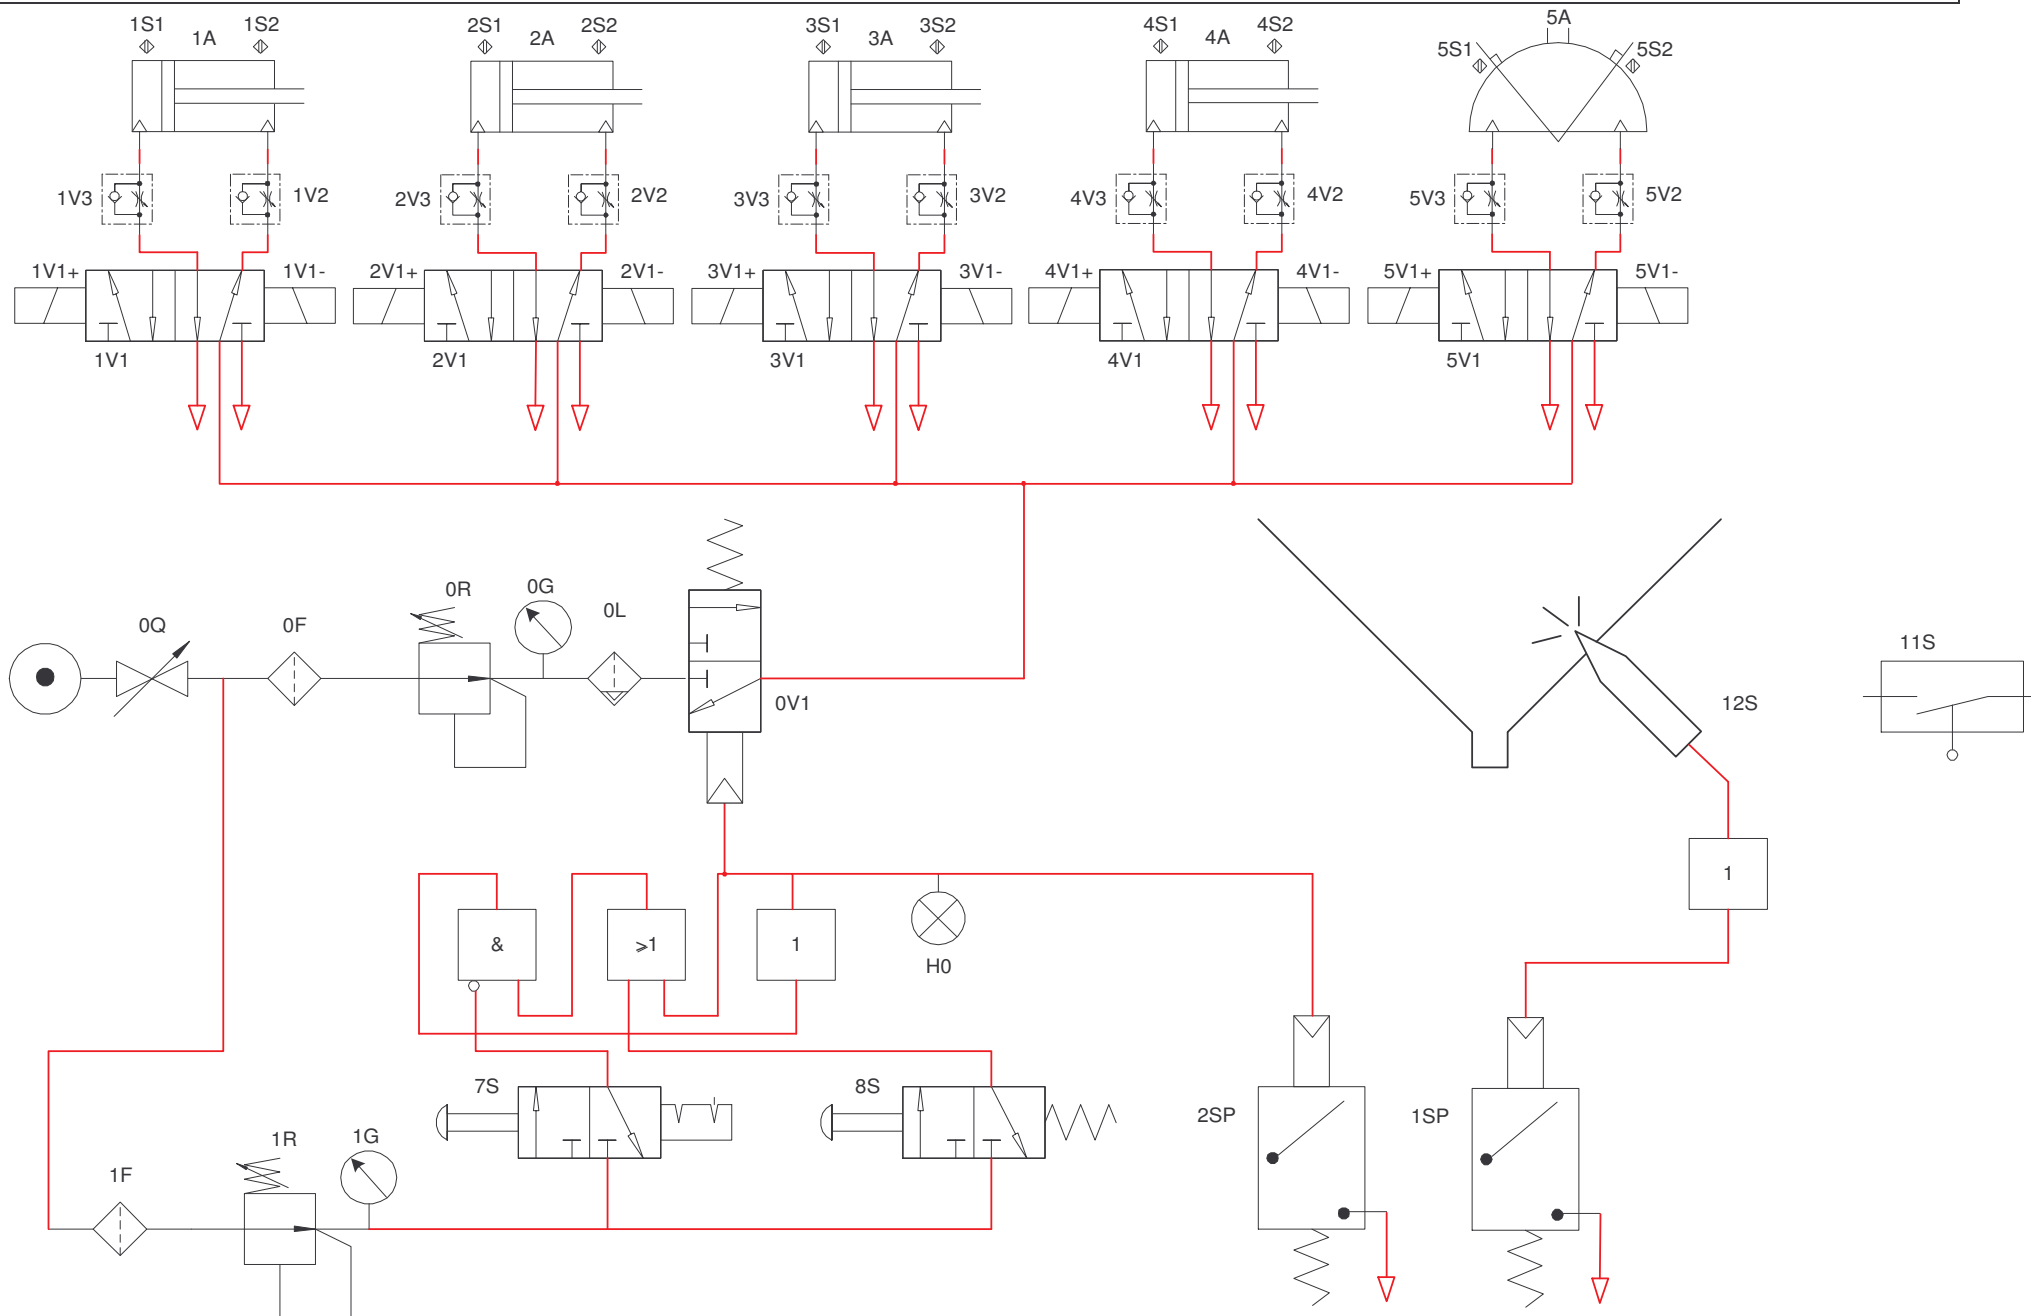 1S1 1A 1S2 2S1 2A 2S2 3S1 3A 3S2 4S1 4A 4S2 5S1 5A 5S2
1V3 1V2 2V3 2V2 3V3 3V2 4V3 4V2 5V3 5V2
1V1+ 1V1- 2V1+ 2V1- 3V1+ 3V1- 4V1+ 4V1- 5V1+ 5V1-
1V1 2V1 3V1 4V1 5V1
0Q 0F 0R 0G 0L
11S
0V1 12S
1
& ≥1 1
H0
7S 8S 2SP 1SP
1F 1R 1G